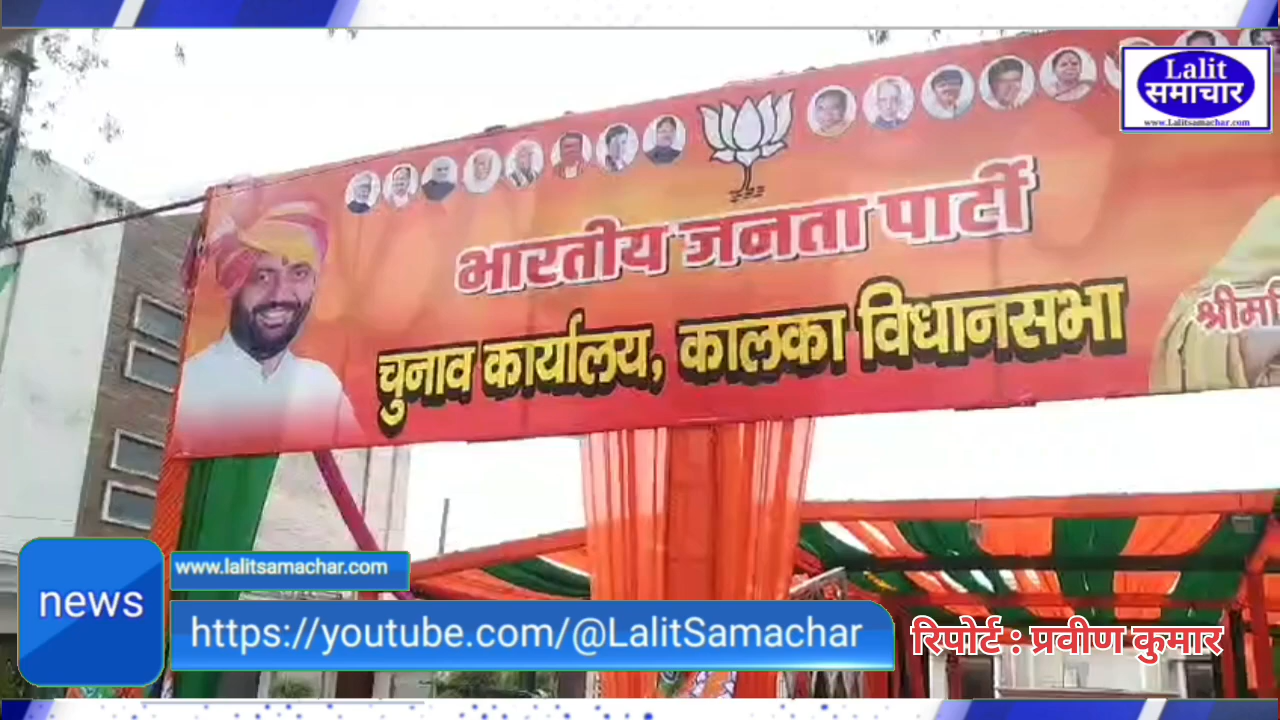 Lalit
समाचार
www.Lalitsamachar.com
भारतीय जनता पार्टी
चुनाव कार्यालय, कालका विधानसभा
www.lalitsamachar.com
news
https://youtube.com/@LalitSamachar
रिपोर्ट : प्रवीण कुमार